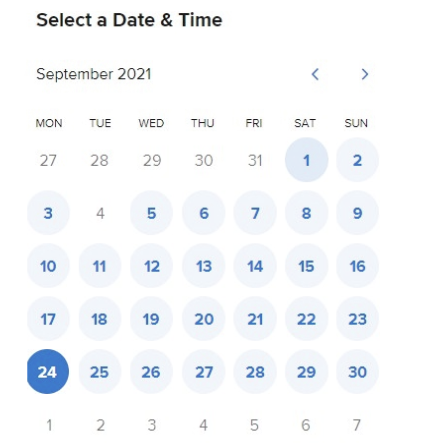 Select a Date & Time
September 2021
MON TUE WED THU FRI SAT SUN
27 28 29 30 31 1 2
3 4 5 6 7 8 9
10 11 12 13 14 15 16
17 18 19 20 21 22 23
24 25 26 27 28 29 30
1 2 3 4 5 6 7